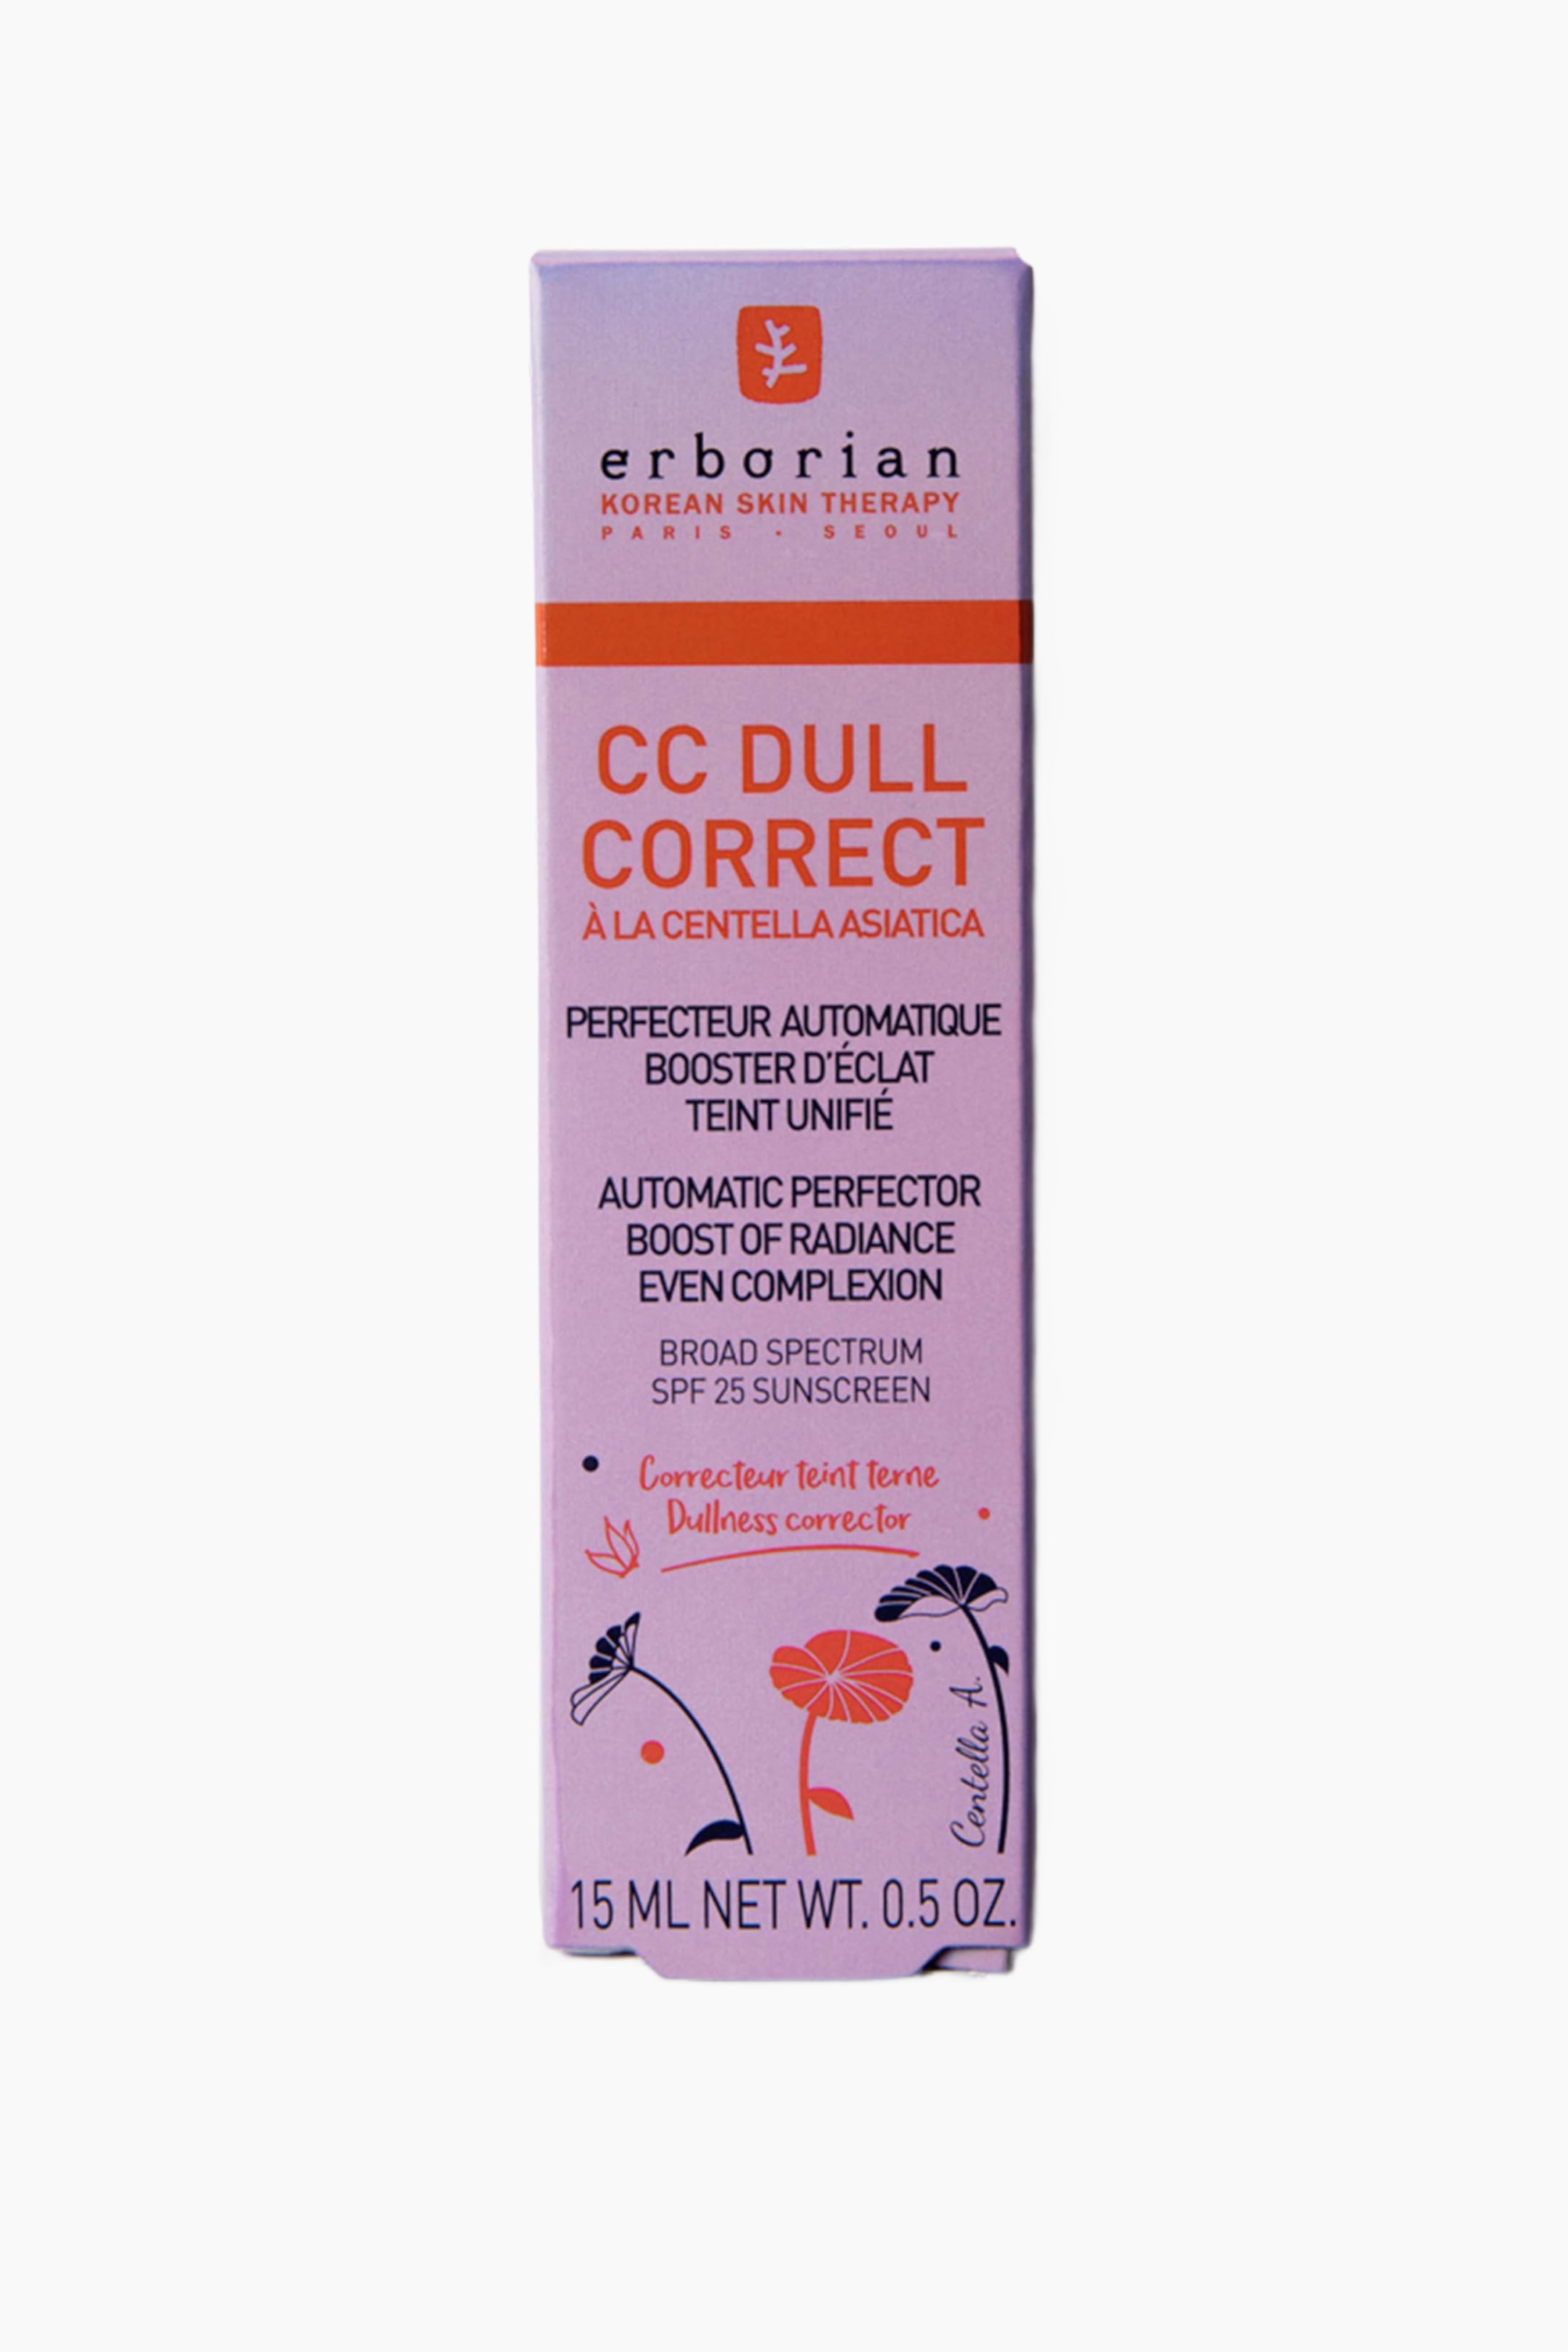 erborian
KOREAN SKIN THERAPY
PARIS · SEOUL
CC DULL
CORRECT
À LA CENTELLA ASIATICA
PERFECTEUR AUTOMATIQUE
BOOSTER D'ÉCLAT
TEINT UNIFIÉ
AUTOMATIC PERFECTOR
BOOST OF RADIANCE
EVEN COMPLEXION
BROAD SPECTRUM
SPF 25 SUNSCREEN
Correcteur teint terne
Dullness corrector
Centella A.
15 ML NET WT. 0.5 OZ.